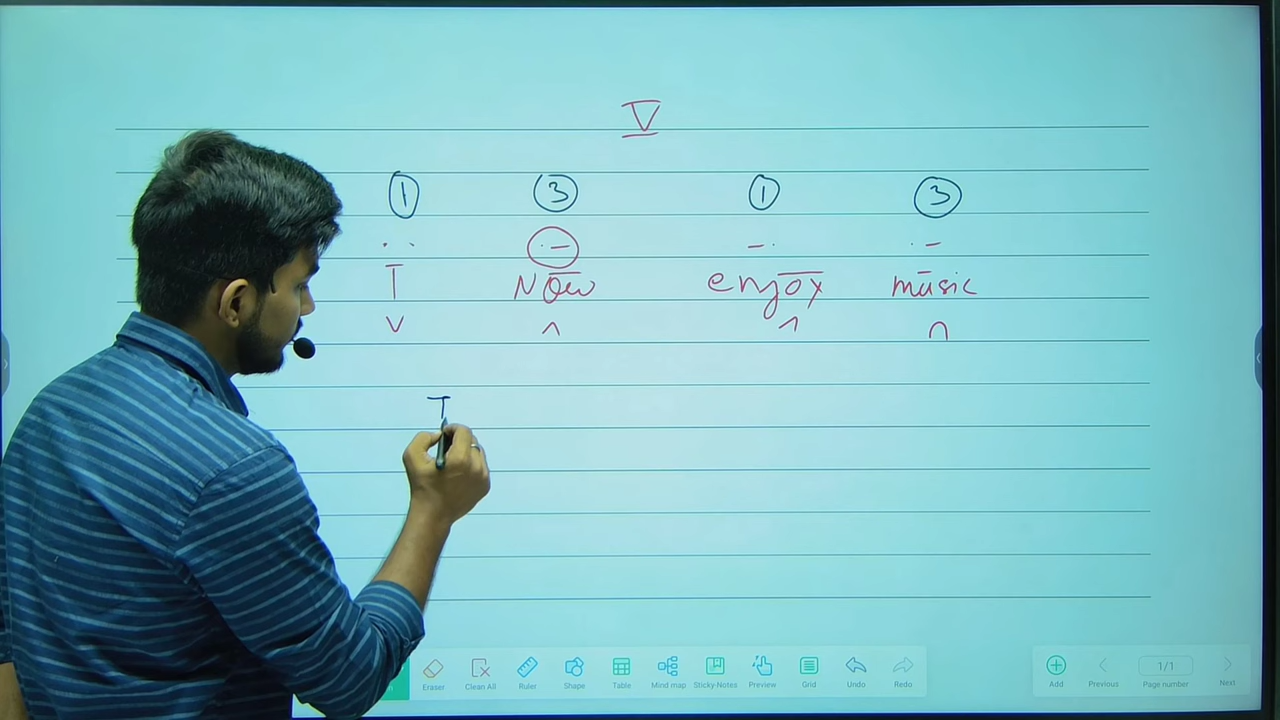 V
1 3 1 3
I Now enjoy music
V ^ ^ ∩
T
Eraser Clean All Ruler Shape Table Mind map Sticky-Notes Preview Grid Undo Redo
Add Previous 1/1 Page number Next